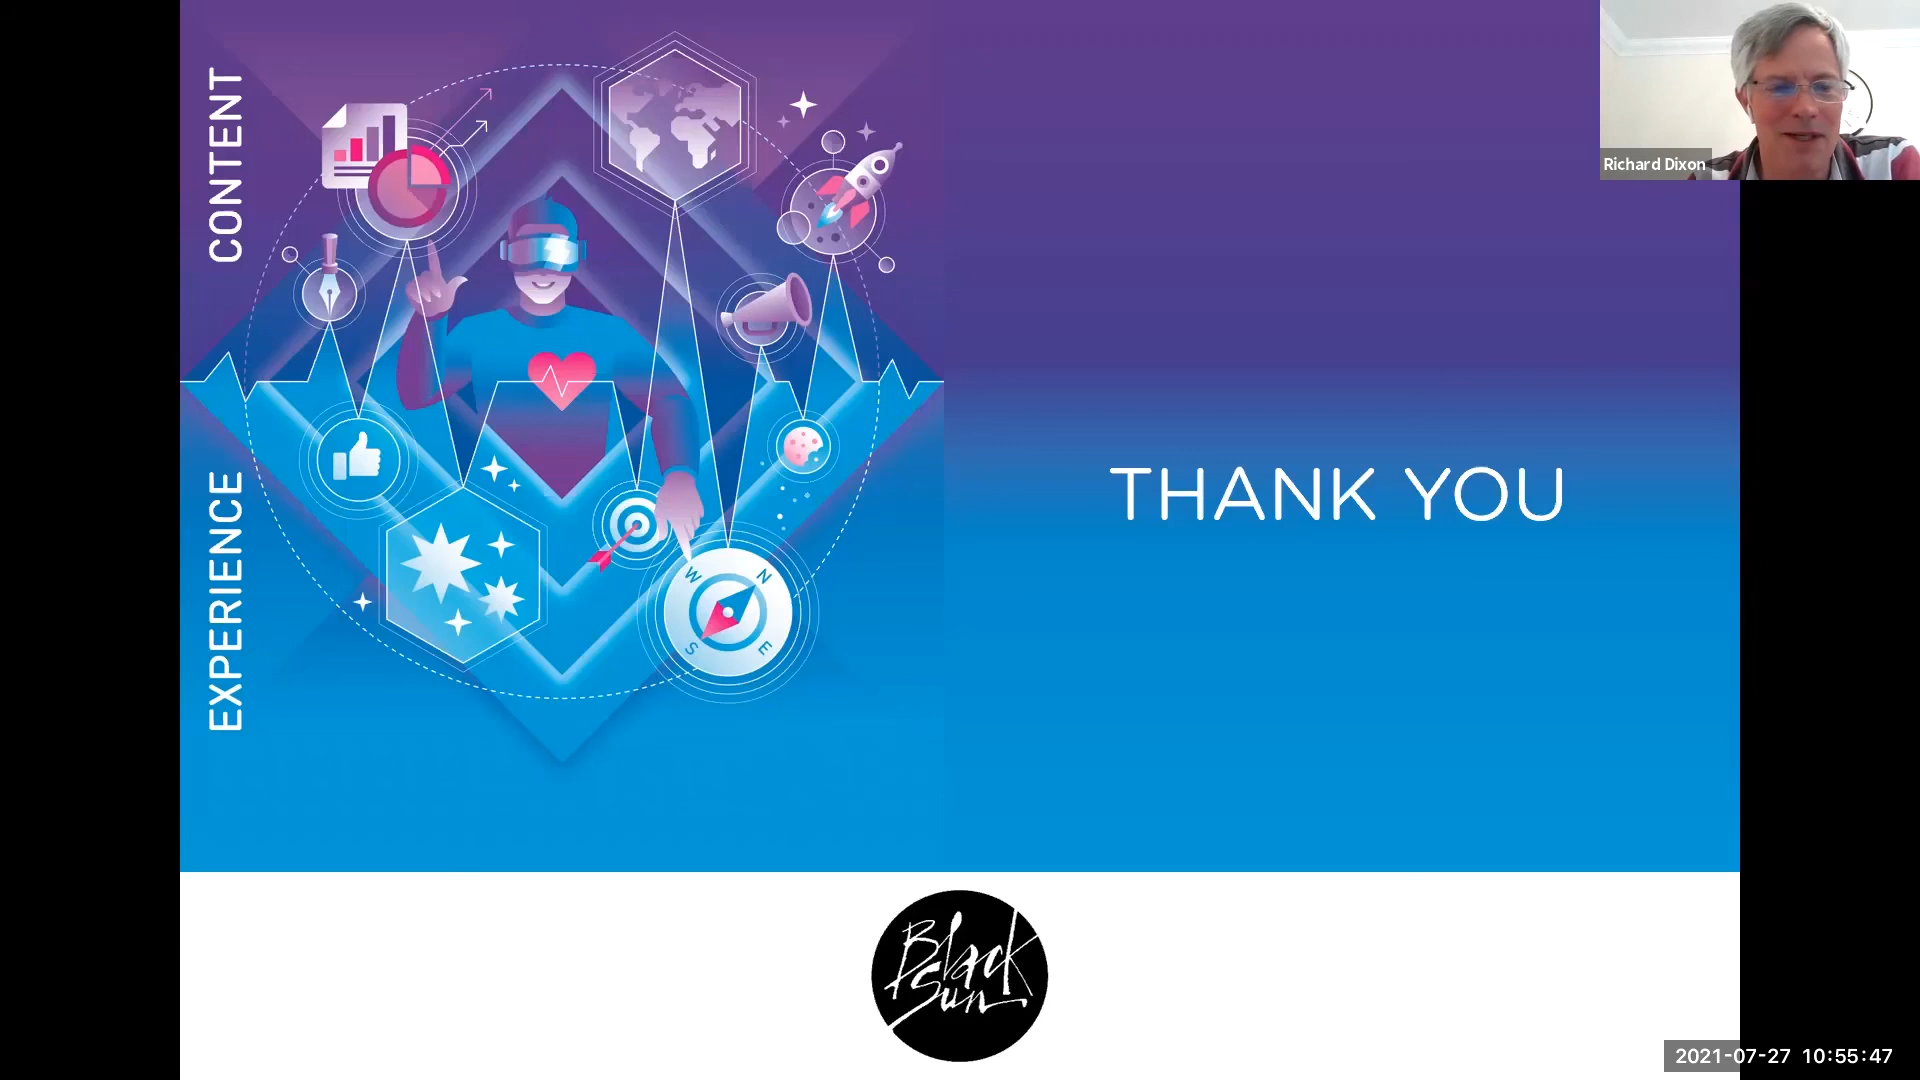 CONTENT
EXPERIENCE
W
N
S
E
THANK YOU
Richard Dixon
Black
Sun
2021-07-27 10:55:47